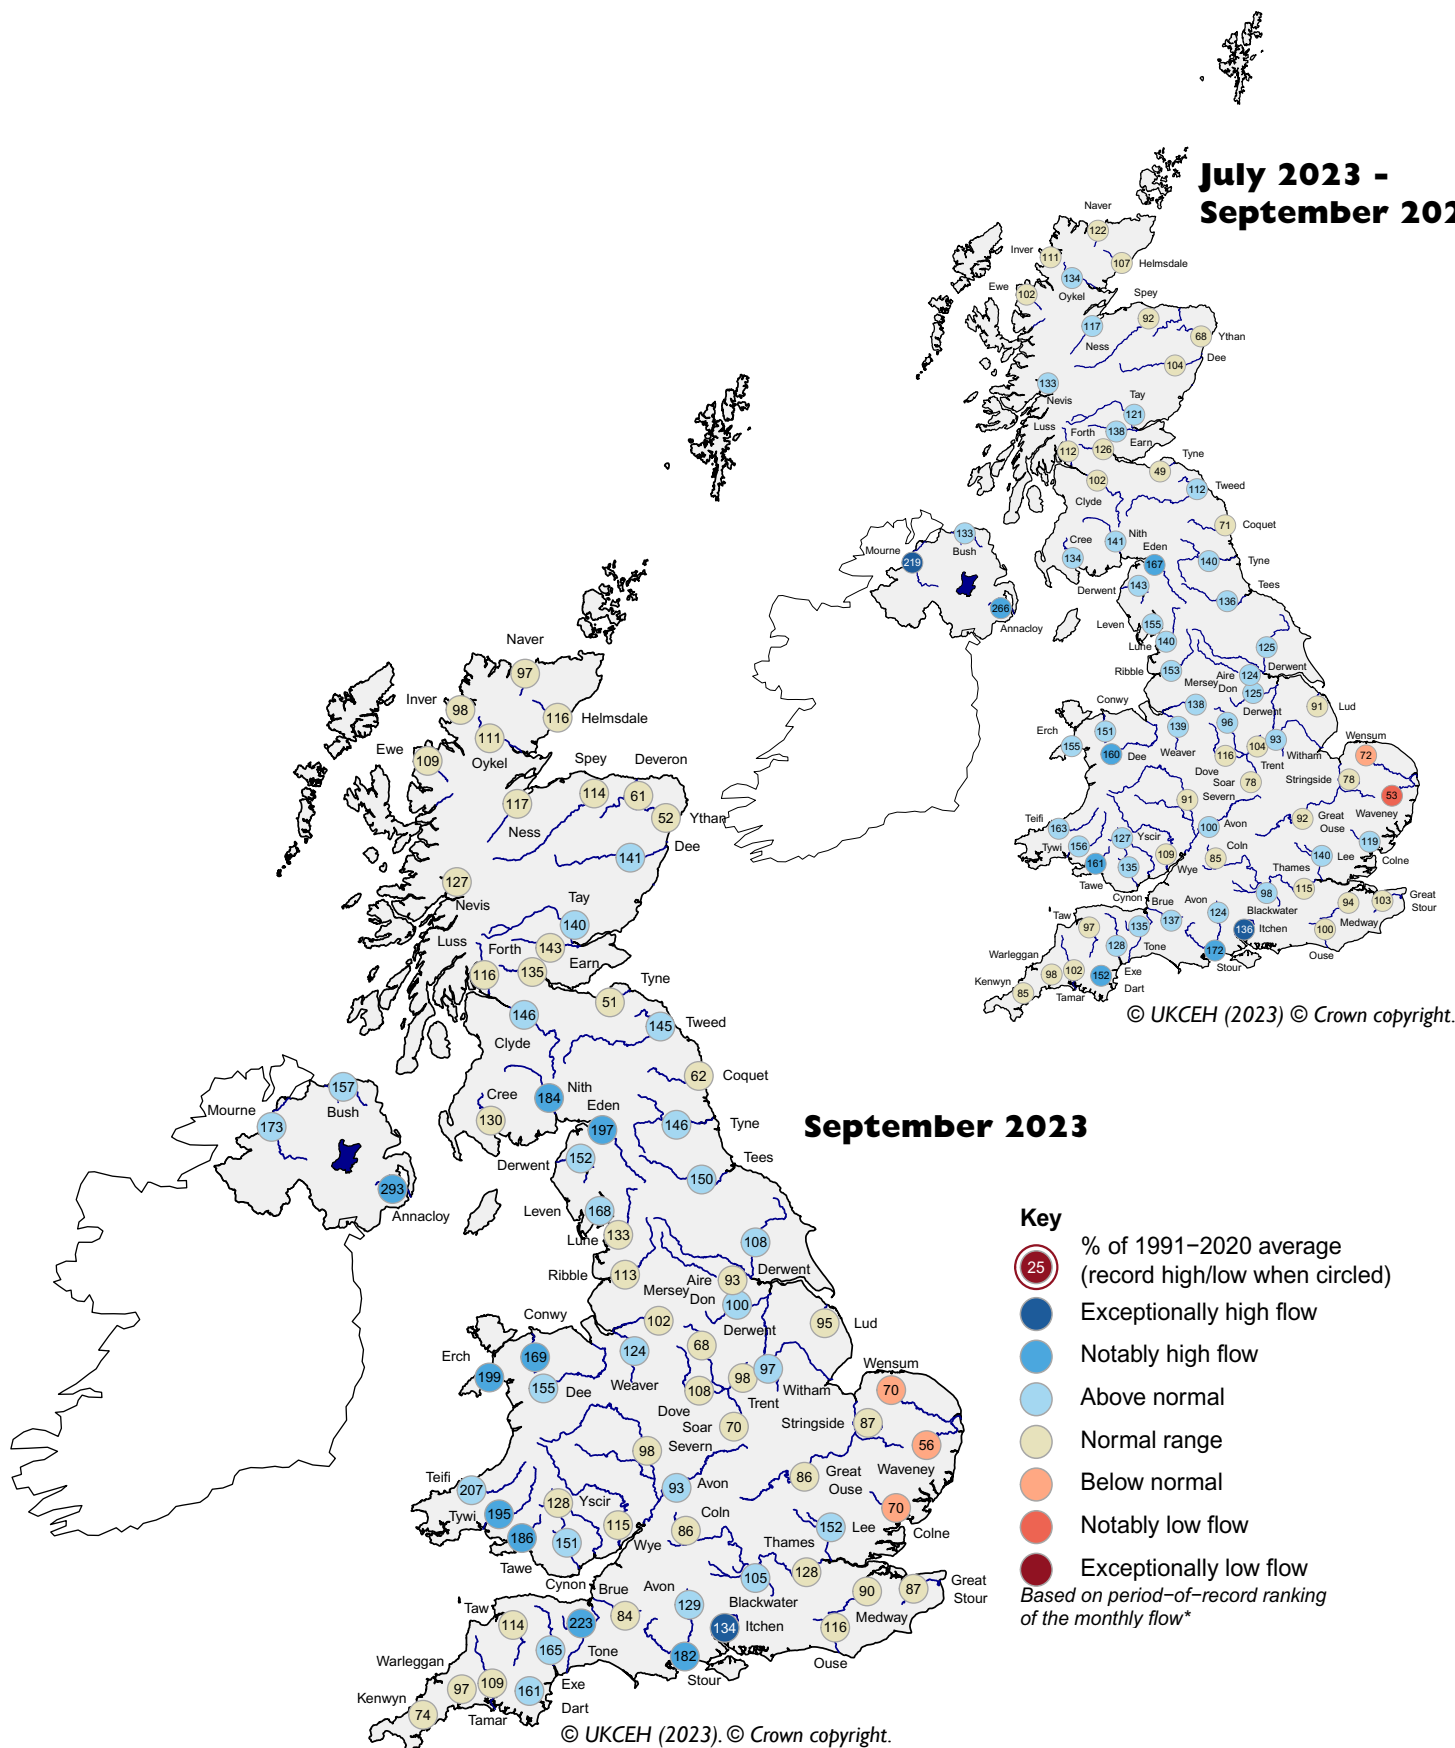 July 2023 -
September 202
Naver
122
Inver
111
107
Helmsdale
134
Ewe
102
Oykel
Spey
117
92
Ness
68
Ythan
Dee
104
133
Nevis
Tay
121
Luss
Forth
138
Earn
112
126
Tyne
49
102
Clyde
112
Tweed
71
Coquet
Mourne
133
Bush
219
Cree
134
Nith
141
Eden
167
140
Tyne
Derwent
143
Tees
136
266
Annacloy
Leven
155
Lune
140
125
Derwent
Ribble
153
Aire
124
Mersey
Don
125
138
Derwent
91
Lud
Conwy
151
Erch
155
139
Weaver
96
93
Witham
160
Dee
104
Trent
116
Dove
Wensum
72
Soar
78
Stringside
78
53
Waveney
91
Severn
92
Great
Ouse
Teifi
163
127
Yscir
100
Avon
119
Colne
Tywi
156
109
Wye
Coln
85
140
Lee
161
Tawe
135
Cynon
Thames
115
98
Blackwater
94
Medway
103
Great
Stour
Brue
137
Avon
124
Taw
97
135
Tone
136
Itchen
100
Ouse
128
Exe
172
Stour
Warleggan
98
102
Tamar
152
Dart
Kenwyn
85
© UKCEH (2023) © Crown copyright.
Naver
97
Inver
98
116
Helmsdale
111
Oykel
Ewe
109
Spey
114
Deveron
61
117
Ness
52
Ythan
Dee
141
127
Nevis
Tay
140
Luss
Forth
143
Earn
116
135
Tyne
51
146
Clyde
145
Tweed
62
Coquet
157
Bush
Mourne
173
Cree
130
Nith
184
Eden
197
146
Tyne
September 2023
Derwent
152
Tees
150
293
Annacloy
Leven
168
Lune
133
108
Derwent
Ribble
113
Aire
93
Mersey
Don
100
102
Derwent
95
Lud
Conwy
169
Erch
199
124
Weaver
68
97
Witham
155
Dee
98
Trent
108
Dove
Wensum
70
Soar
70
Stringside
87
56
Waveney
98
Severn
86
Great
Ouse
Teifi
207
93
Avon
70
Colne
Tywi
195
128
Yscir
115
Wye
Coln
86
152
Lee
186
Tawe
151
Cynon
Thames
128
105
Blackwater
90
Medway
87
Great
Stour
Brue
84
Avon
129
Taw
114
223
Tone
134
Itchen
116
Ouse
165
Exe
182
Stour
Warleggan
97
109
Tamar
161
Dart
Kenwyn
74
© UKCEH (2023). © Crown copyright.
Key
25
% of 1991−2020 average
(record high/low when circled)
Exceptionally high flow
Notably high flow
Above normal
Normal range
Below normal
Notably low flow
Exceptionally low flow
Based on period−of−record ranking
of the monthly flow*